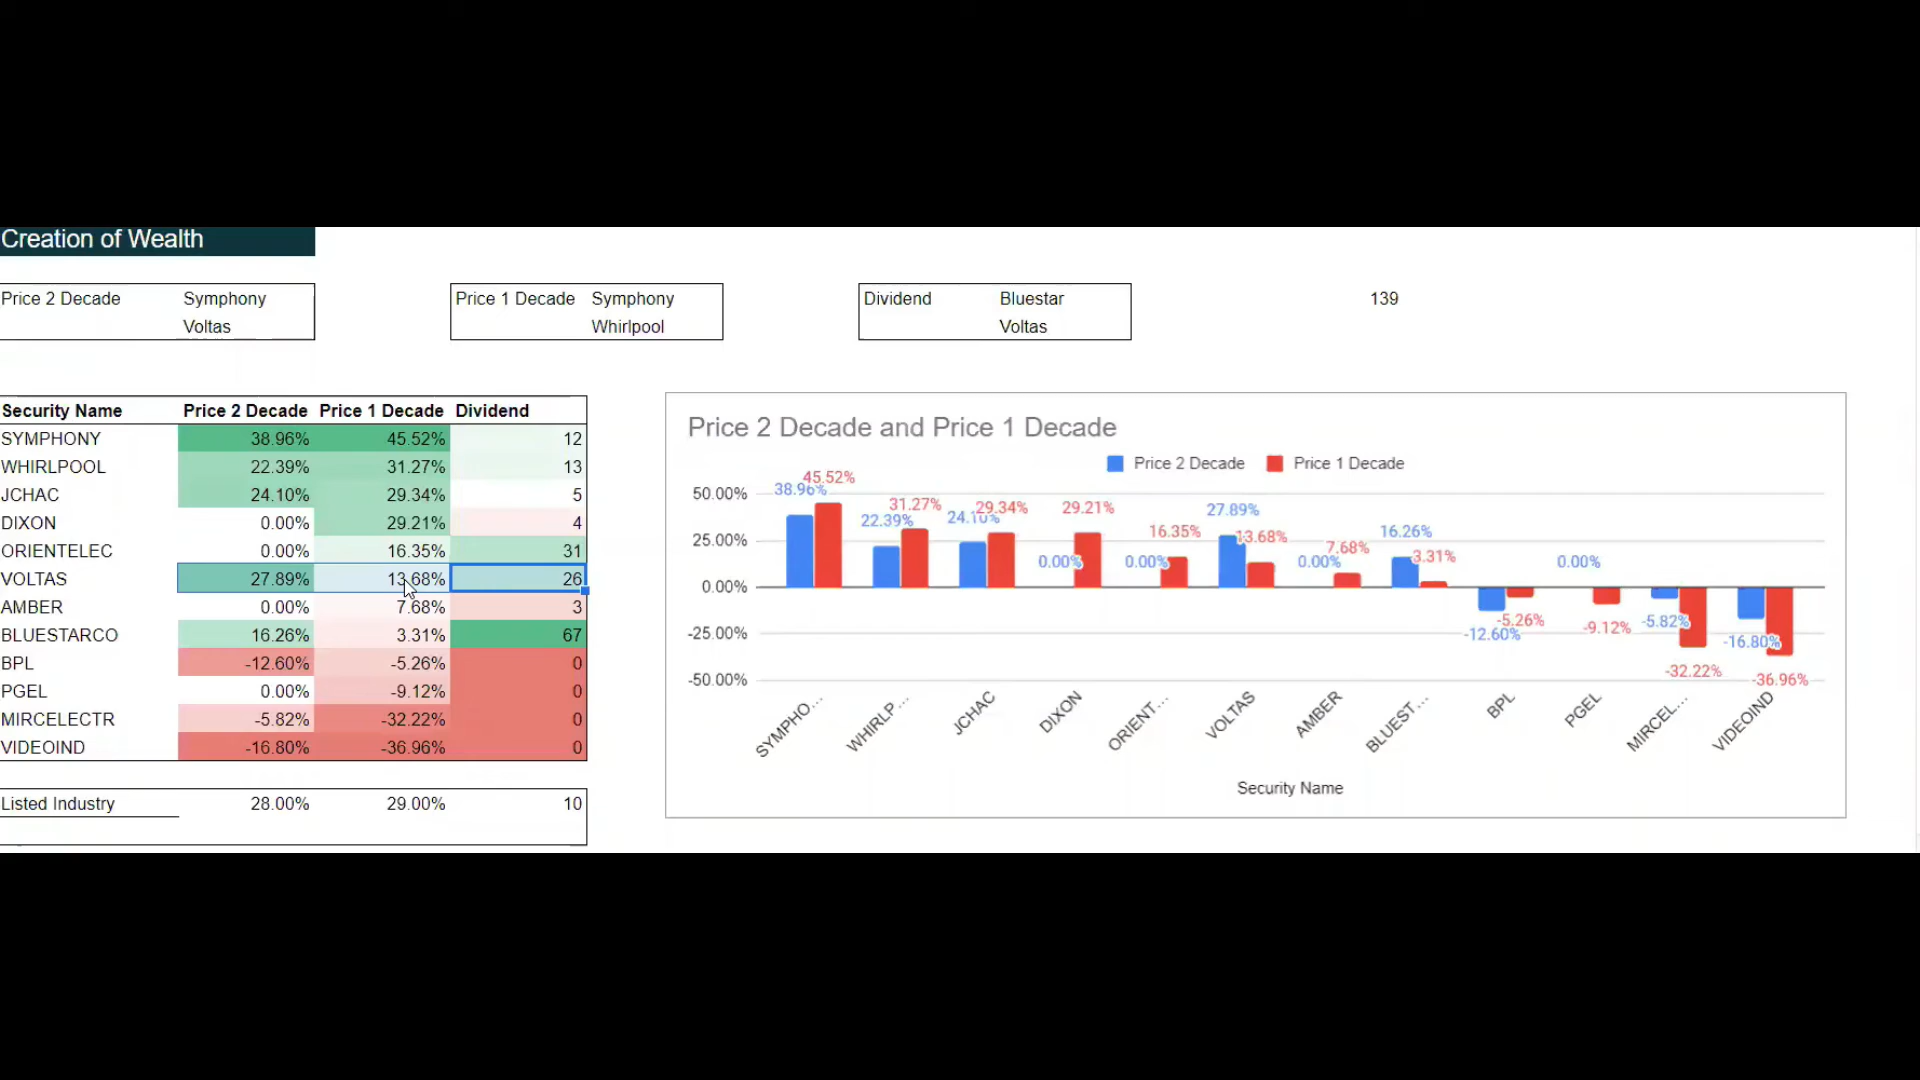 Creation of Wealth
Price 2 Decade Symphony
Voltas
Price 1 Decade Symphony
Whirlpool
Dividend Bluestar
Voltas
139
Security Name Price 2 Decade Price 1 Decade Dividend
SYMPHONY 38.96% 45.52% 12
WHIRLPOOL 22.39% 31.27% 13
JCHAC 24.10% 29.34% 5
DIXON 0.00% 29.21% 4
ORIENTELEC 0.00% 16.35% 31
VOLTAS 27.89% 13.68% 26
AMBER 0.00% 7.68% 3
BLUESTARCO 16.26% 3.31% 67
BPL -12.60% -5.26% 0
PGEL 0.00% -9.12% 0
MIRCELECTR -5.82% -32.22% 0
VIDEOIND -16.80% -36.96% 0
Listed Industry 28.00% 29.00% 10
Price 2 Decade and Price 1 Decade
Price 2 Decade Price 1 Decade
50.00%
25.00%
0.00%
-25.00%
-50.00%
38.96% 45.52%
22.39% 31.27%
24.10% 29.34%
0.00% 29.21%
0.00% 16.35%
27.89% 13.68%
0.00% 7.68%
16.26% 3.31%
-12.60% -5.26%
0.00% -9.12%
-5.82% -32.22%
-16.80% -36.96%
SYMPHO...
WHIRLP...
JCHAC
DIXON
ORIENT...
VOLTAS
AMBER
BLUEST...
BPL
PGEL
MIRCEL...
VIDEOIND
Security Name